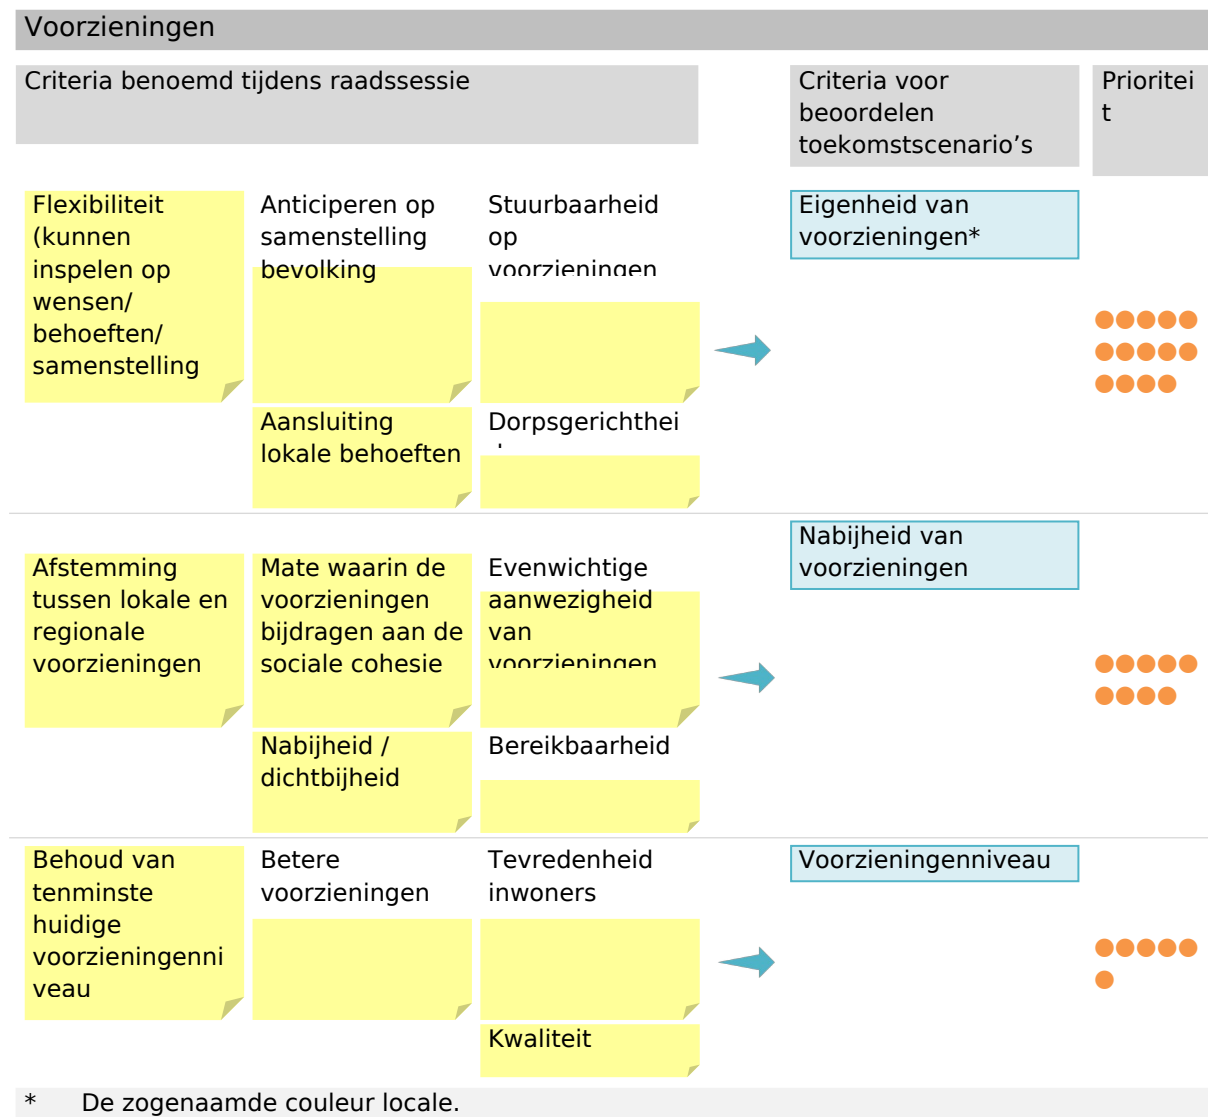 Voorzieningen
Criteria benoemd tijdens raadssessie
Criteria voor
beoordelen
toekomstscenario's
Prioritei
t
Flexibiliteit
(kunnen
inspelen op
wensen/
behoeften/
samenstelling
Anticiperen op
samenstelling
bevolking
Stuurbaarheid
op
voorzieningen
Eigenheid van
voorzieningen*
Aansluiting
lokale behoeften
Dorpsgerichthei
Afstemming
tussen lokale en
regionale
voorzieningen
Mate waarin de
voorzieningen
bijdragen aan de
sociale cohesie
Evenwichtige
aanwezigheid
van
voorzieningen
Nabijheid van
voorzieningen
Nabijheid /
dichtbijheid
Bereikbaarheid
Behoud van
tenminste
huidige
voorzieningenni
veau
Betere
voorzieningen
Tevredenheid
inwoners
Voorzieningenniveau
Kwaliteit
* De zogenaamde couleur locale.